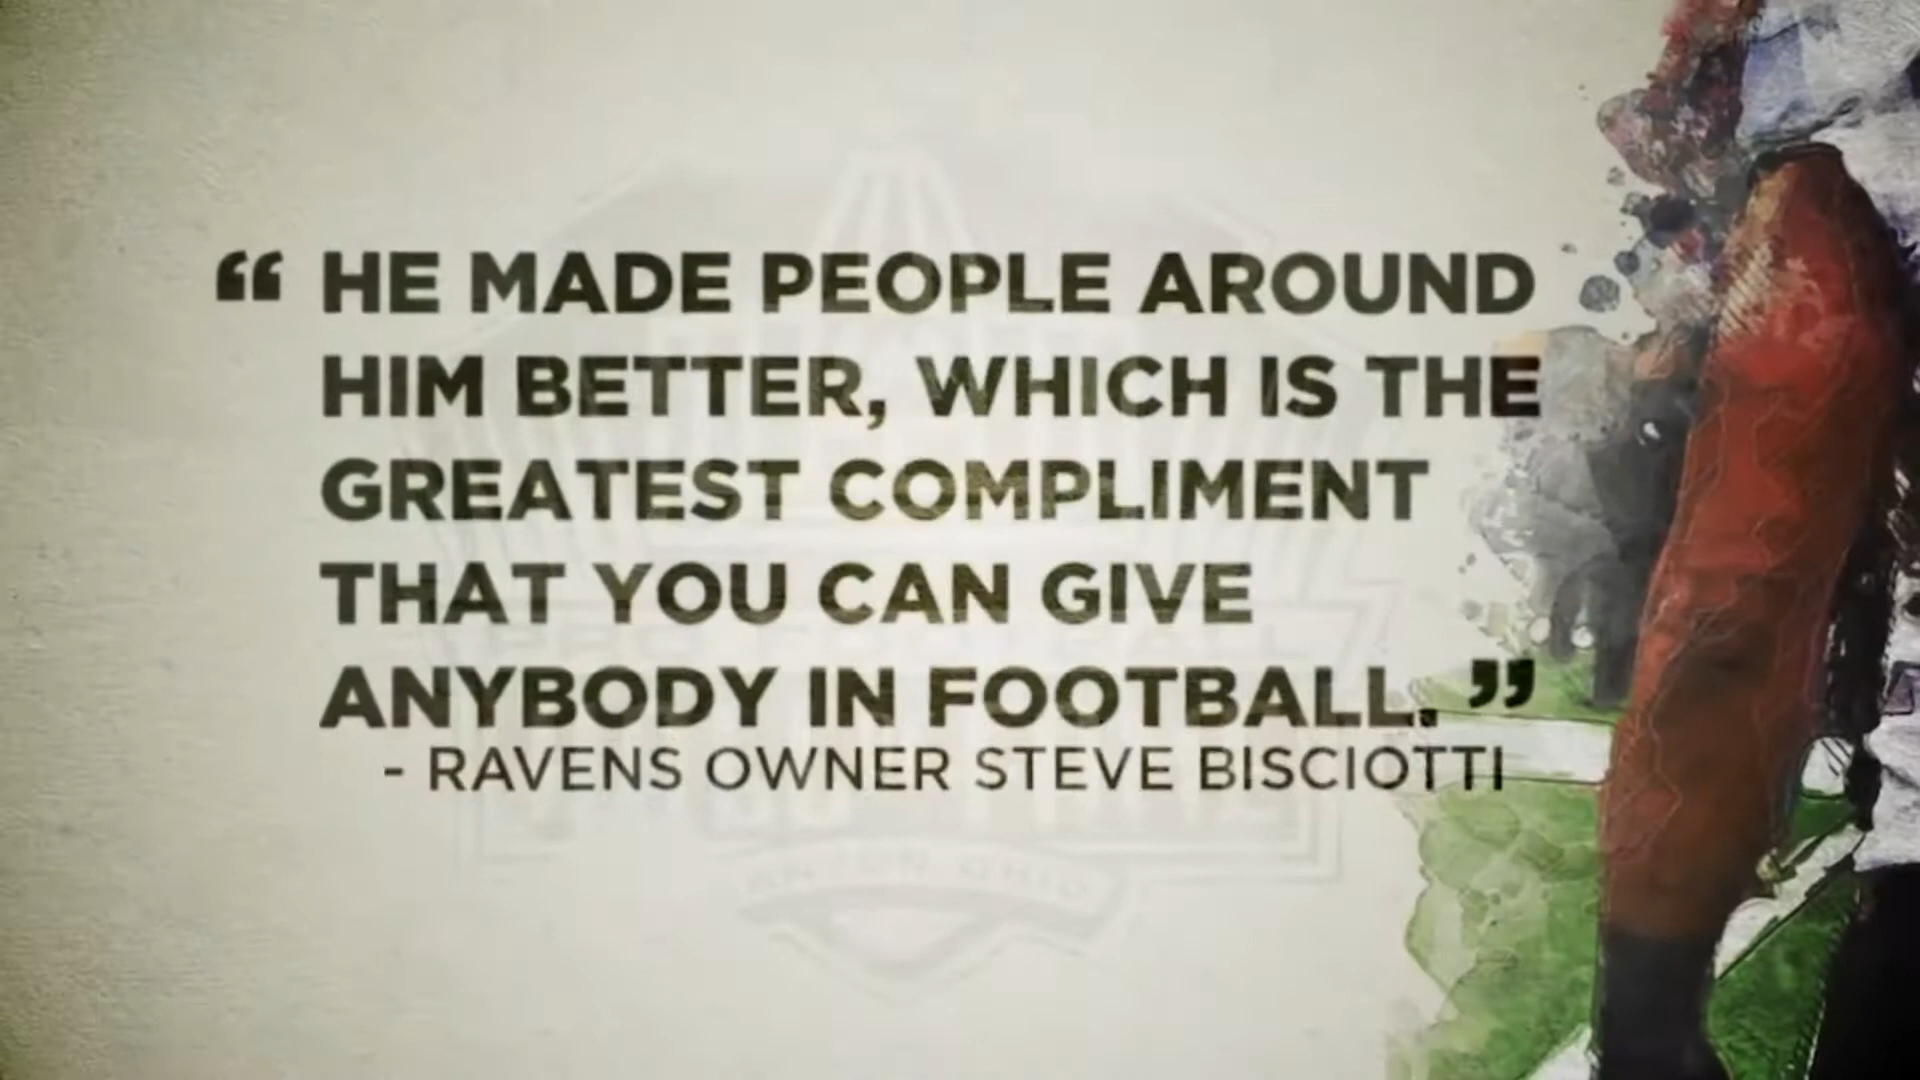 “ HE MADE PEOPLE AROUND
HIM BETTER, WHICH IS THE
GREATEST COMPLIMENT
THAT YOU CAN GIVE
ANYBODY IN FOOTBALL. ”
- RAVENS OWNER STEVE BISCIOTTI